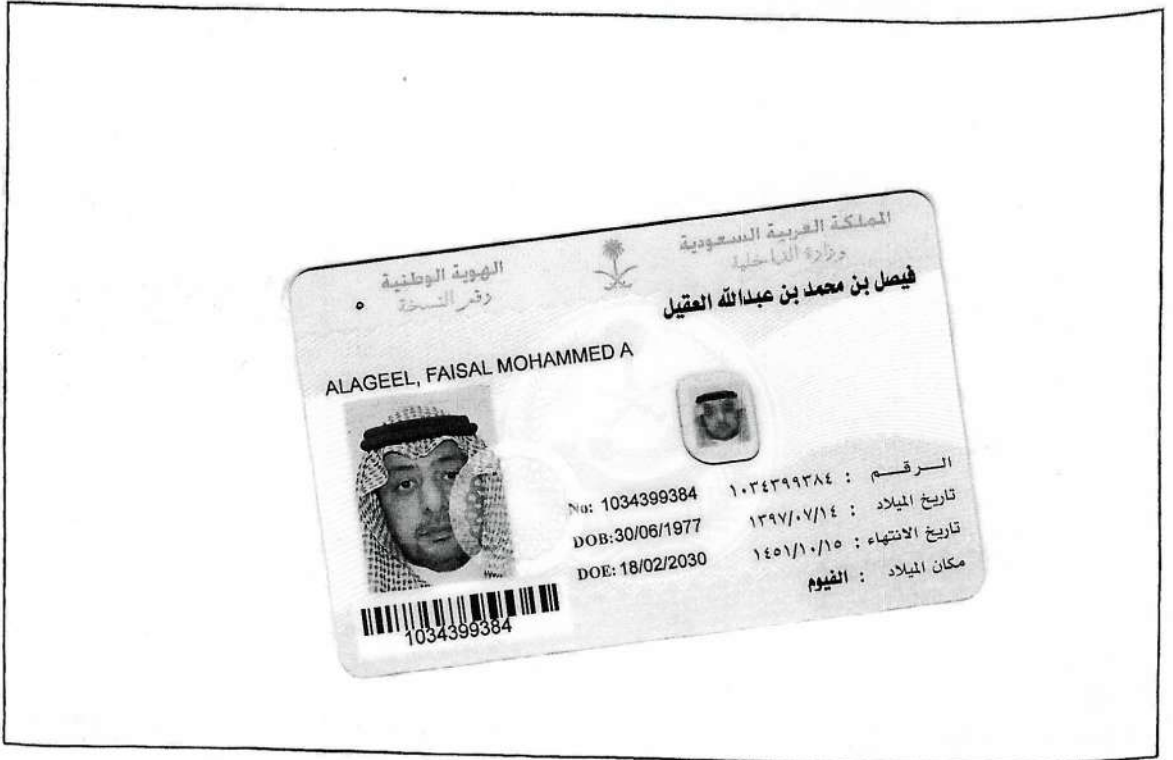 المملكة العربية السعودية
وزارة الداخلية
الهوية الوطنية
رقم النسخة ٥
فيصل بن محمد بن عبدالله العقيل
ALAGEEL, FAISAL MOHAMMED A
الـرقـم : ١٠٣٤٣٩٩٣٨٤
No: 1034399384
تاريخ الميلاد : ١٣٩٧/٠٧/١٤
DOB:30/06/1977
تاريخ الانتهاء : ١٤٥١/١٠/١٥
DOE: 18/02/2030
مكان الميلاد : الفيوم
1034399384